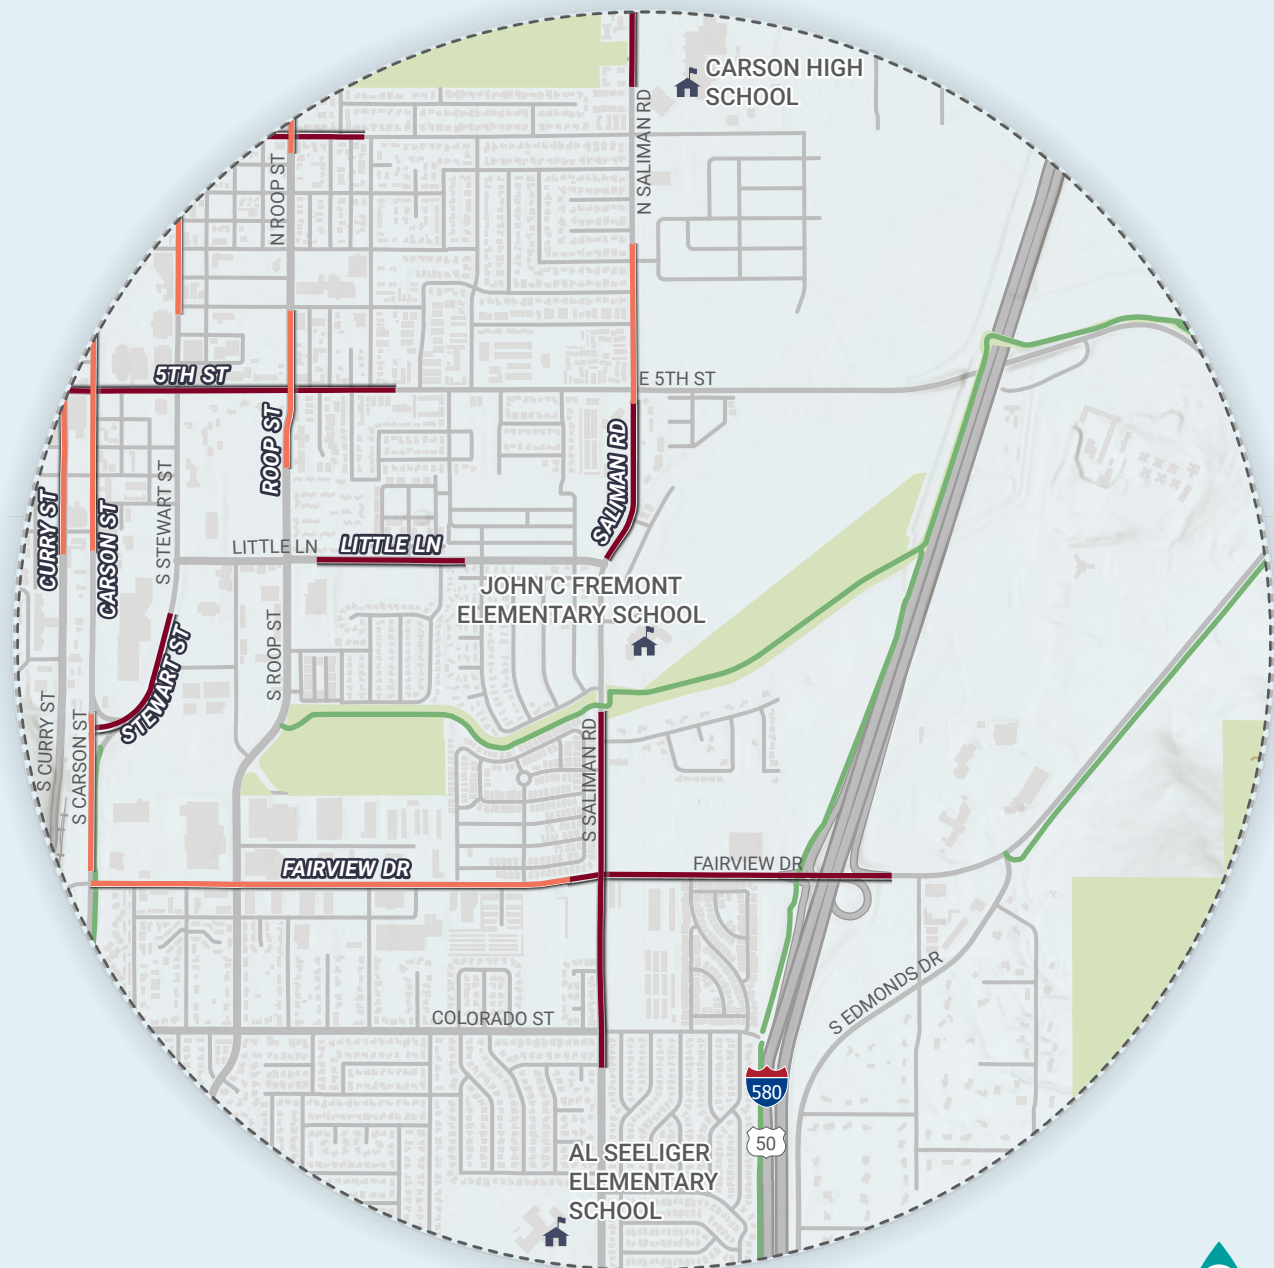 CARSON HIGH
SCHOOL
N SALIMAN RD
N ROOP ST
5TH ST
E 5TH ST
ROOP ST
SALIMAN RD
CURRY ST
CARSON ST
S STEWART ST
LITTLE LN
LITTLE LN
JOHN C FREMONT
ELEMENTARY SCHOOL
STEWART ST
S ROOP ST
S CURRY ST
S CARSON ST
S SALIMAN RD
FAIRVIEW DR
FAIRVIEW DR
S EDMONDS DR
COLORADO ST
580
50
AL SEELIGER
ELEMENTARY
SCHOOL